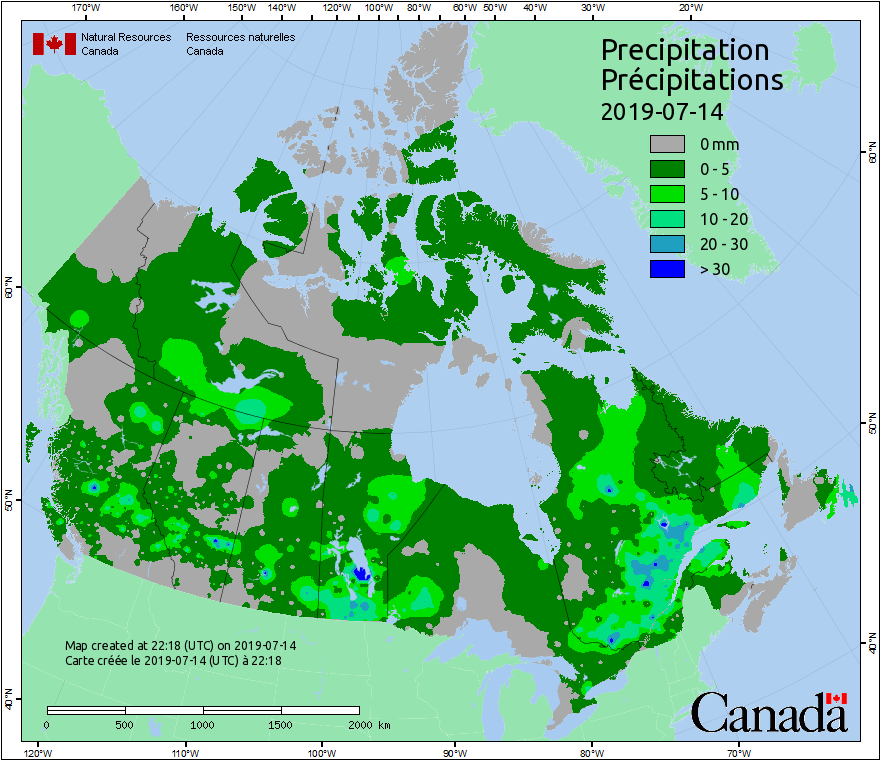 170°W 160°W 150°W 140°W 120°W 100°W 80°W 60°W 50°W 40°W 30°W 20°W
Natural Resources Ressources naturelles
Canada Canada
Precipitation
Précipitations
2019-07-14
0 mm
0 - 5
5 - 10
10 - 20
20 - 30
> 30
60°N
60°N
50°N
50°N
40°N
40°N
Map created at 22:18 (UTC) on 2019-07-14
Carte créée le 2019-07-14 (UTC) à 22:18
0 500 1000 1500 2000 km
Canada
120°W 110°W 100°W 90°W 80°W 70°W